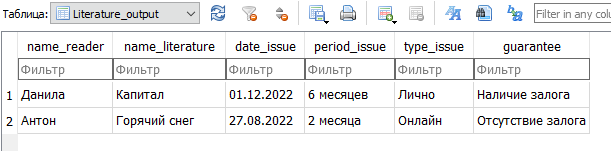 Таблица: Literature_output Filter in any colu
name_reader name_literature date_issue period_issue type_issue guarantee
Фильтр Фильтр Фильтр Фильтр Фильтр Фильтр
1 Данила Капитал 01.12.2022 6 месяцев Лично Наличие залога
2 Антон Горячий снег 27.08.2022 2 месяца Онлайн Отсутствие залога